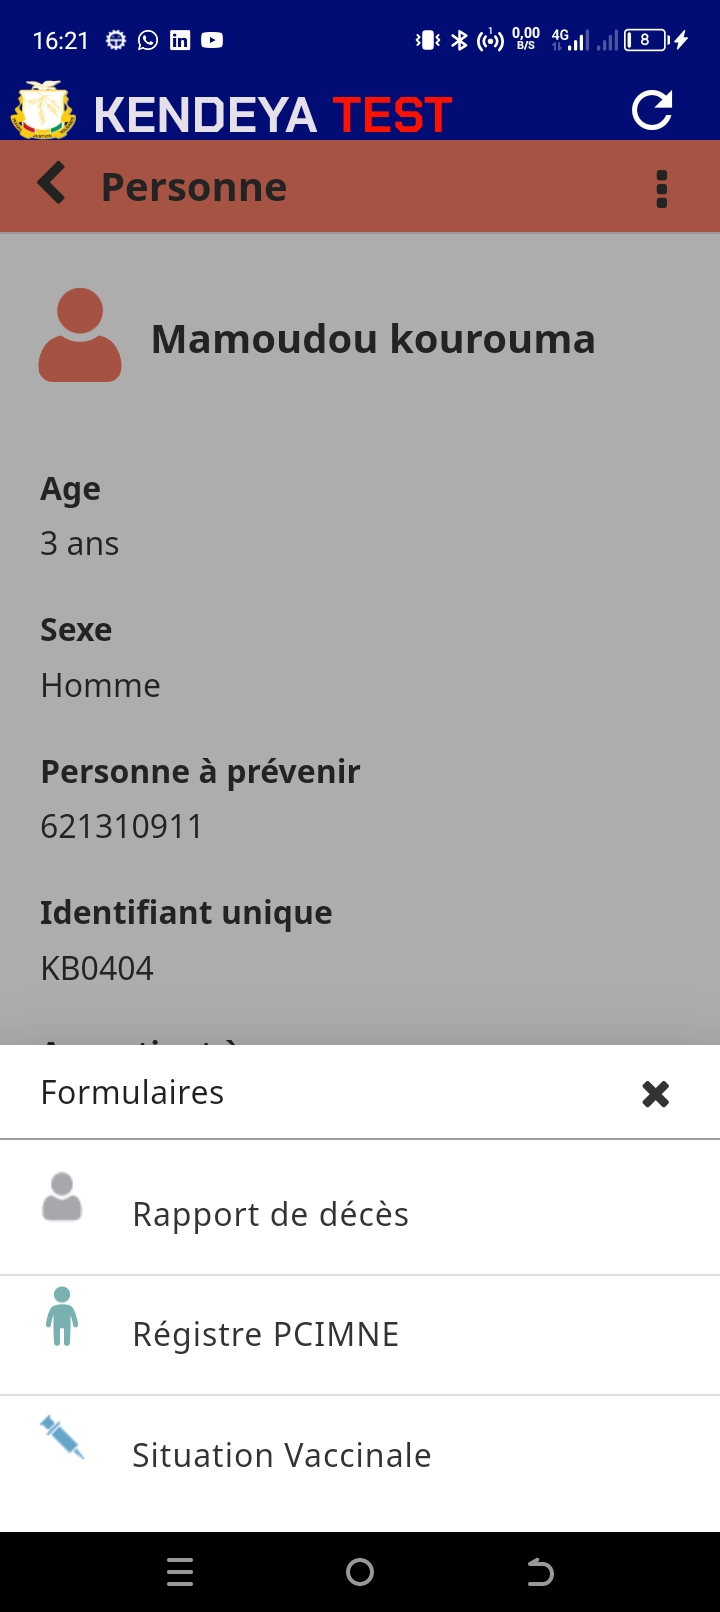 16:21
0,00
B/S
4G
8
KENDEYA TEST
Personne
Mamoudou kourouma
Age
3 ans
Sexe
Homme
Personne à prévenir
621310911
Identifiant unique
KB0404
Formulaires
Rapport de décès
Régistre PCIMNE
Situation Vaccinale